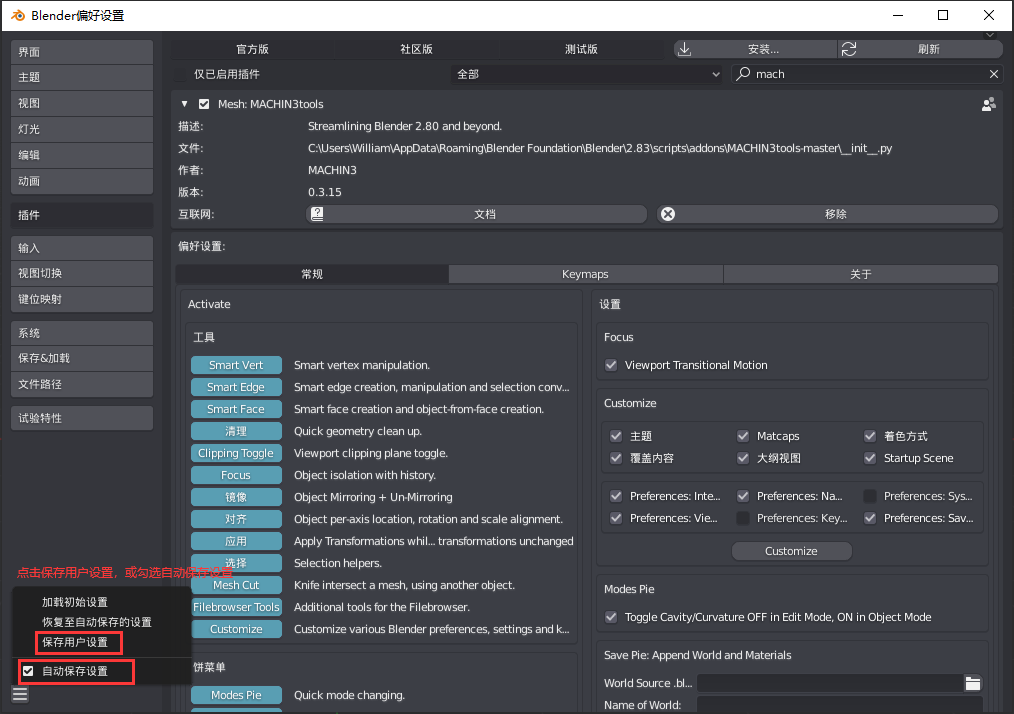 Blender偏好设置
界面
主题
视图
灯光
编辑
动画
插件
输入
视图切换
键位映射
系统
保存&加载
文件路径
试验特性
官方版 社区版 测试版 安装... 刷新
仅已启用插件 全部 mach
Mesh: MACHIN3tools
描述: Streamlining Blender 2.80 and beyond.
文件: C:\Users\William\AppData\Roaming\Blender Foundation\Blender\2.83\scripts\addons\MACHIN3tools-master\__init__.py
作者: MACHIN3
版本: 0.3.15
互联网: 文档 移除
偏好设置:
常规 Keymaps 关于
Activate
工具
Smart Vert Smart vertex manipulation.
Smart Edge Smart edge creation, manipulation and selection conv...
Smart Face Smart face creation and object-from-face creation.
清理 Quick geometry clean up.
Clipping Toggle Viewport clipping plane toggle.
Focus Object isolation with history.
镜像 Object Mirroring + Un-Mirroring
对齐 Object per-axis location, rotation and scale alignment.
应用 Apply Transformations whil... transformations unchanged
选择 Selection helpers.
Mesh Cut Knife intersect a mesh, using another object.
Filebrowser Tools Additional tools for the Filebrowser.
Customize Customize various Blender preferences, settings and k...
饼菜单
Modes Pie Quick mode changing.
设置
Focus
Viewport Transitional Motion
Customize
主题 Matcaps 着色方式
覆盖内容 大纲视图 Startup Scene
Preferences: Inte... Preferences: Na... Preferences: Sys...
Preferences: Vie... Preferences: Key... Preferences: Sav...
Customize
Modes Pie
Toggle Cavity/Curvature OFF in Edit Mode, ON in Object Mode
Save Pie: Append World and Materials
World Source .bl...
Name of World:
点击保存用户设置，或勾选自动保存设置
加载初始设置
恢复至自动保存的设置
保存用户设置
自动保存设置